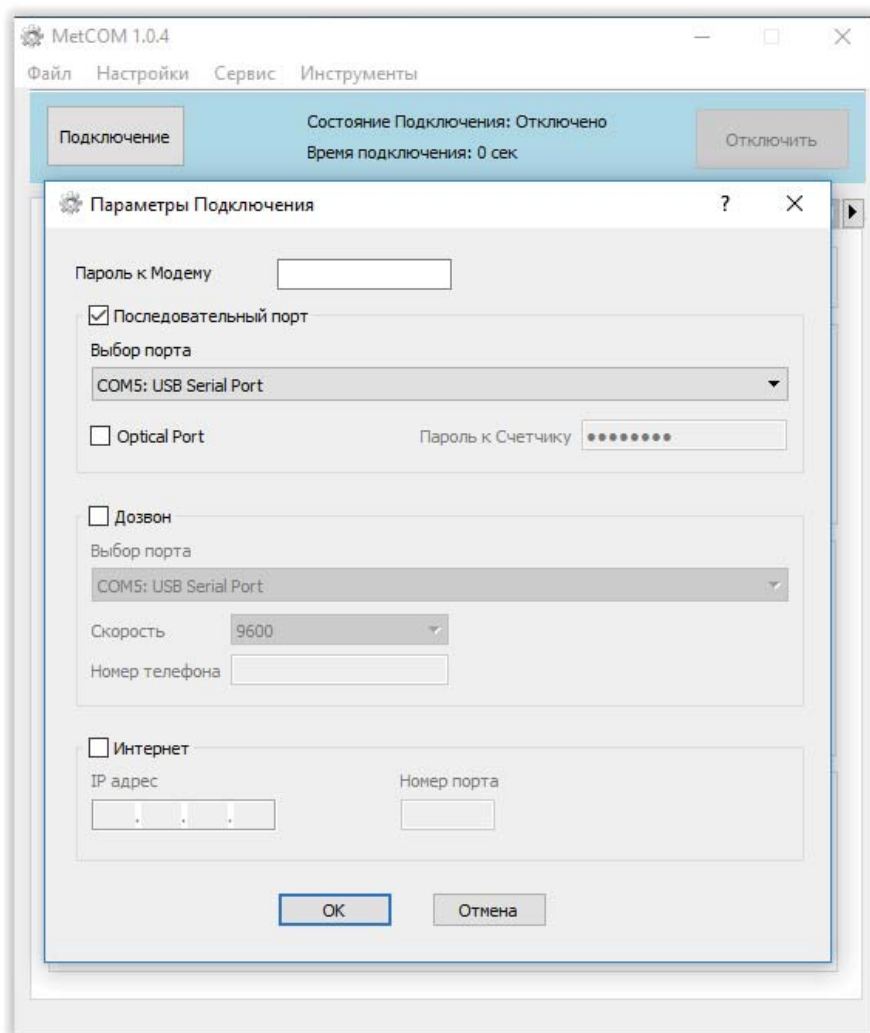 MetCOM 1.0.4
Файл Настройки Сервис Инструменты
Подключение
Состояние Подключения: Отключено
Время подключения: 0 сек
Отключить
Параметры Подключения
?
Пароль к Модему
Последовательный порт
Выбор порта
COM5: USB Serial Port
Optical Port
Пароль к Счетчику
Дозвон
Выбор порта
COM5: USB Serial Port
Скорость 9600
Номер телефона
Интернет
IP адрес Номер порта
. . .
OK Отмена